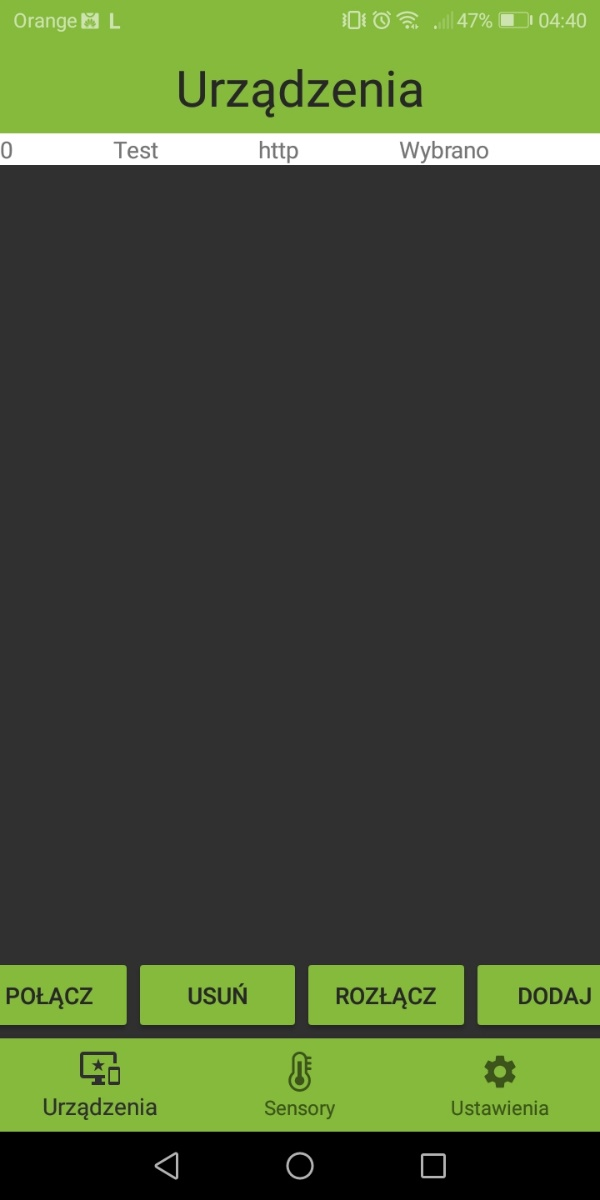 Orange L 47% 04:40
Urządzenia
0 Test http Wybrano
POŁĄCZ USUŃ ROZŁĄCZ DODAJ
Urządzenia Sensory Ustawienia